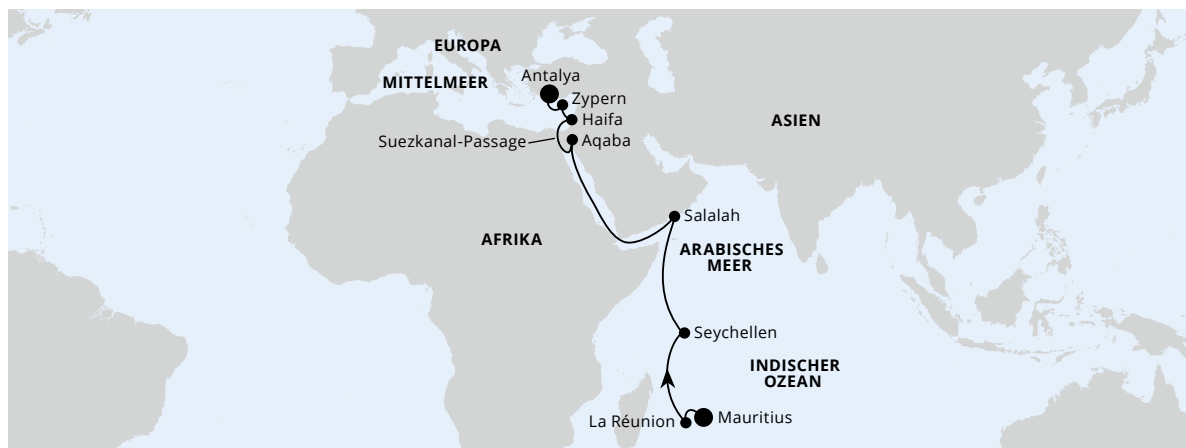 EUROPA
MITTELMEER
Antalya
Zypern
Haifa
Suezkanal-Passage
Aqaba
ASIEN
Salalah
AFRIKA
ARABISCHES
MEER
Seychellen
INDISCHER
OZEAN
La Réunion
Mauritius